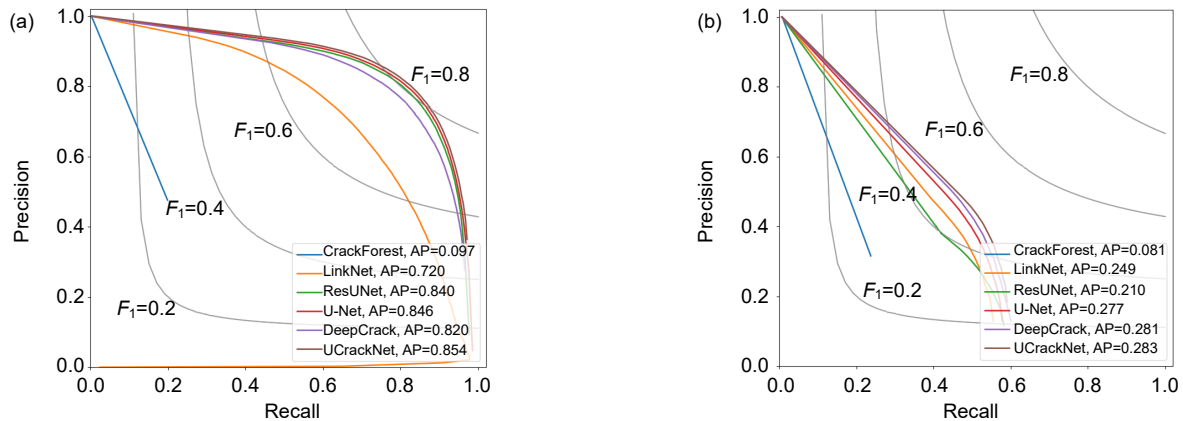 (a)
1.0
0.8
0.6
0.4
0.2
0.0
Precision
F1=0.8
F1=0.6
F1=0.4
F1=0.2
CrackForest, AP=0.097
LinkNet, AP=0.720
ResUNet, AP=0.840
U-Net, AP=0.846
DeepCrack, AP=0.820
UCrackNet, AP=0.854
0.0 0.2 0.4 0.6 0.8 1.0
Recall
(b)
1.0
0.8
0.6
0.4
0.2
0.0
Precision
F1=0.8
F1=0.6
F1=0.4
F1=0.2
CrackForest, AP=0.081
LinkNet, AP=0.249
ResUNet, AP=0.210
U-Net, AP=0.277
DeepCrack, AP=0.281
UCrackNet, AP=0.283
0.0 0.2 0.4 0.6 0.8 1.0
Recall